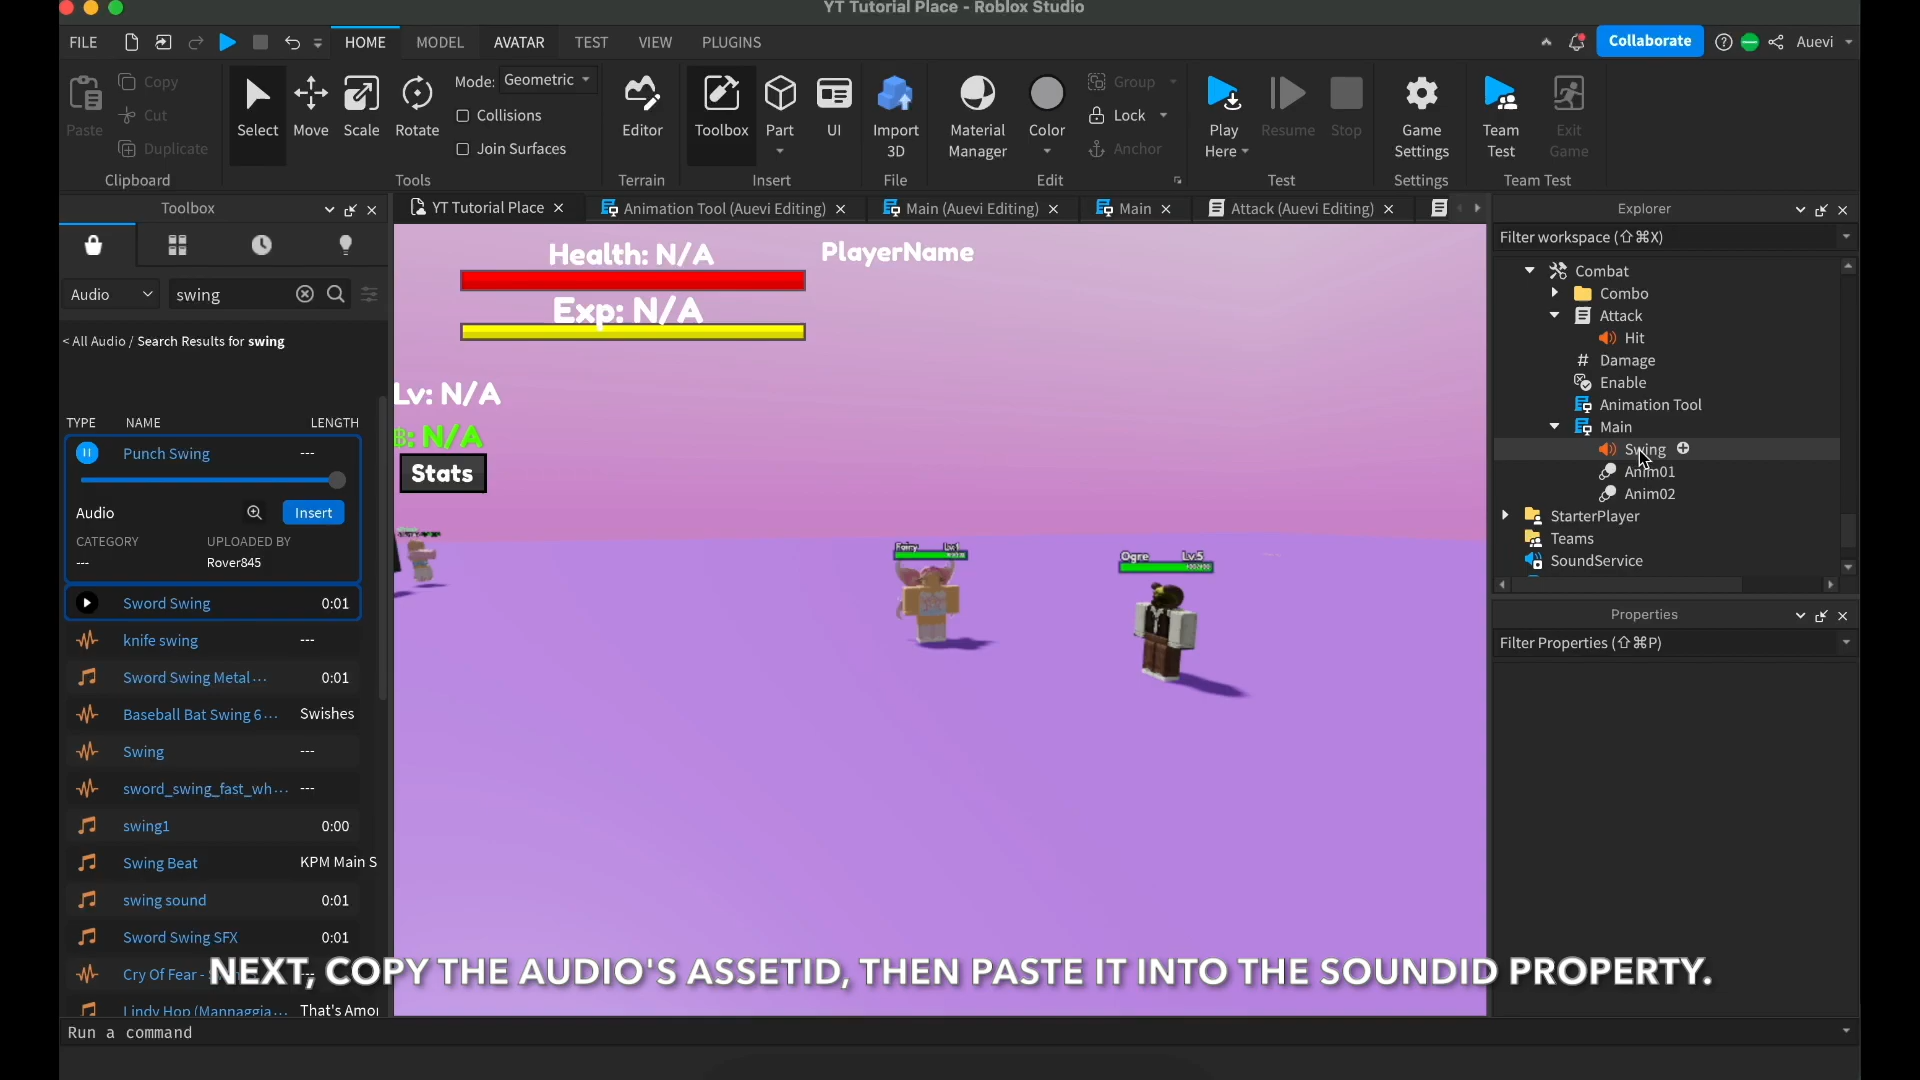 YT Tutorial Place - Roblox Studio
FILE HOME MODEL AVATAR TEST VIEW PLUGINS Collaborate Auevi
Paste Copy Cut Duplicate
Clipboard
Select Move Scale Rotate
Mode: Geometric
Collisions
Join Surfaces
Tools
Editor
Terrain
Toolbox Part UI
Insert
Import 3D
File
Material Manager Color
Group
Lock
Anchor
Edit
Play Here Resume Stop
Test
Game Settings
Settings
Team Test Exit Game
Team Test
Toolbox
YT Tutorial Place
Animation Tool (Auevi Editing)
Main (Auevi Editing)
Main
Attack (Auevi Editing)
Audio swing
< All Audio / Search Results for swing
TYPE NAME LENGTH
Punch Swing ---
Audio Insert
CATEGORY UPLOADED BY
--- Rover845
Sword Swing 0:01
knife swing ---
Sword Swing Metal ... 0:01
Baseball Bat Swing 6... Swishes
Swing ---
sword_swing_fast_wh... ---
swing1 0:00
Swing Beat KPM Main S
swing sound 0:01
Sword Swing SFX 0:01
Cry Of Fear -
Lindy Hop (Mannaggia... That's Amor
Health: N/A
PlayerName
Exp: N/A
Lv: N/A
฿: N/A
Stats
Fairy Lv.1
Ogre Lv.5
NEXT, COPY THE AUDIO'S ASSETID, THEN PASTE IT INTO THE SOUNDID PROPERTY.
Explorer
Filter workspace (⇧⌘X)
Combat
Combo
Attack
Hit
# Damage
Enable
Animation Tool
Main
Swing
Anim01
Anim02
StarterPlayer
Teams
SoundService
Properties
Filter Properties (⇧⌘P)
Run a command